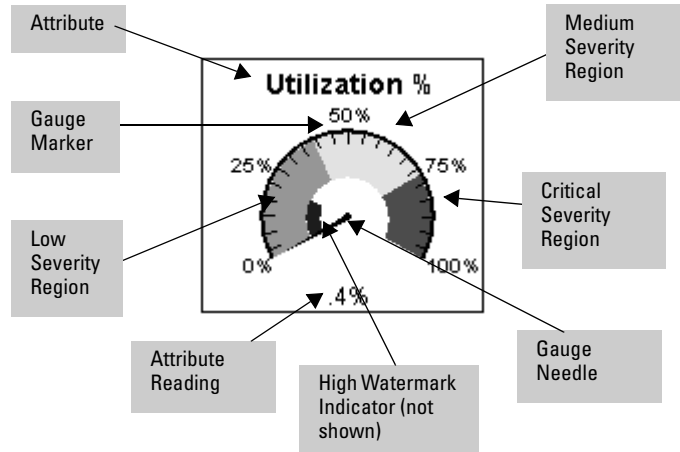 Attribute
Medium
Severity
Region
Utilization %
Gauge
Marker
50%
25%
75%
Critical
Severity
Region
Low
Severity
Region
0%
100%
.4%
Attribute
Reading
High Watermark
Indicator (not
shown)
Gauge
Needle